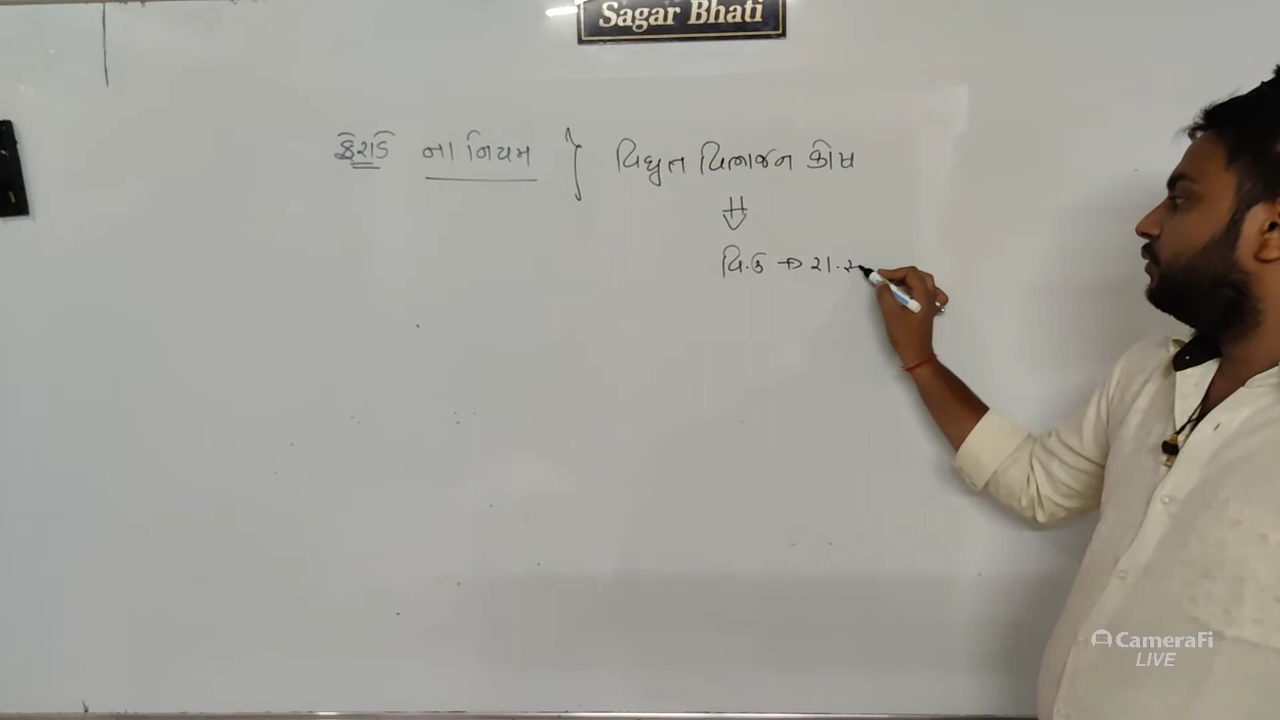 Sagar Bhati
ફેરાડે ના નિયમ } વિદ્યુત વિભાજન કોષ
⇓
વિ.ઉ → રા.
CameraFi
LIVE